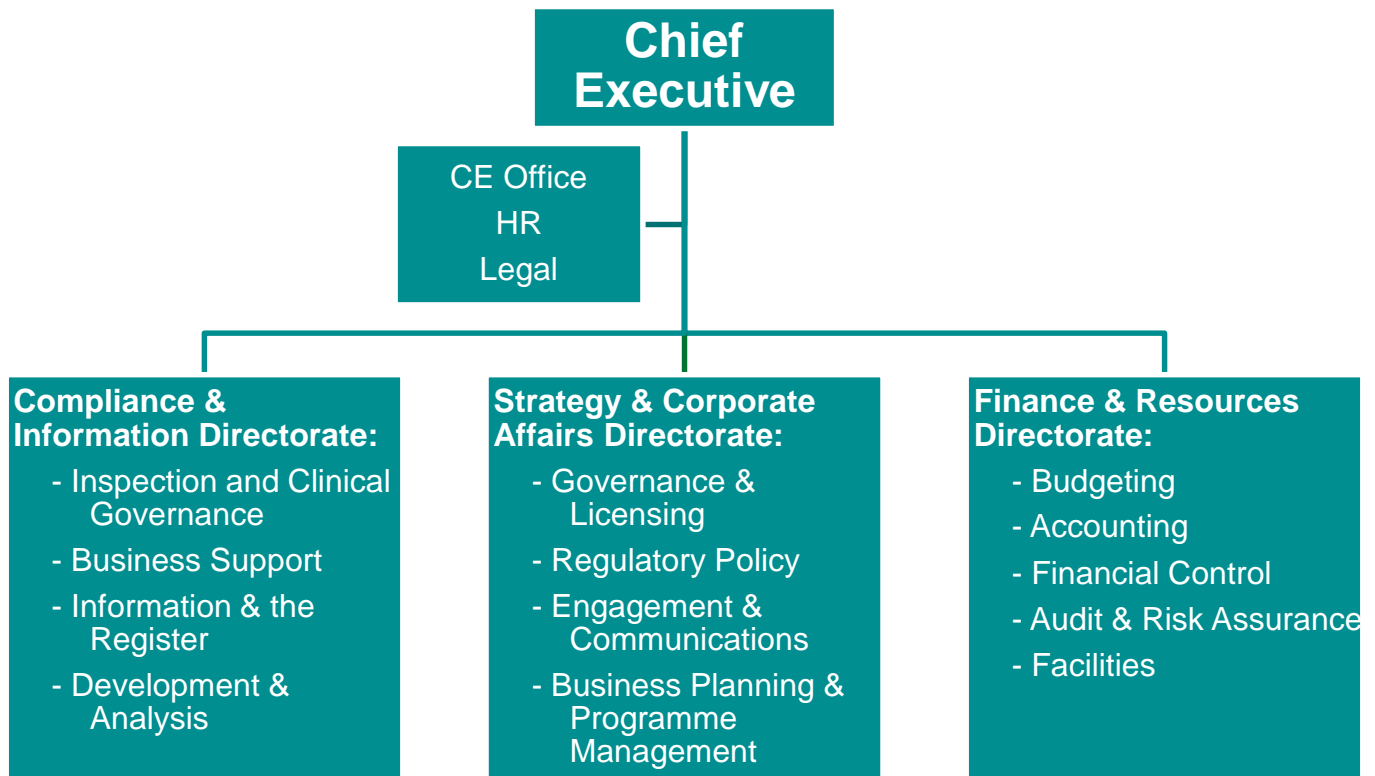 Chief
Executive
CE Office
HR
Legal
Compliance &
Information Directorate:
- Inspection and Clinical
Governance
- Business Support
- Information & the
Register
- Development &
Analysis
Strategy & Corporate
Affairs Directorate:
- Governance &
Licensing
- Regulatory Policy
- Engagement &
Communications
- Business Planning &
Programme
Management
Finance & Resources
Directorate:
- Budgeting
- Accounting
- Financial Control
- Audit & Risk Assurance
- Facilities